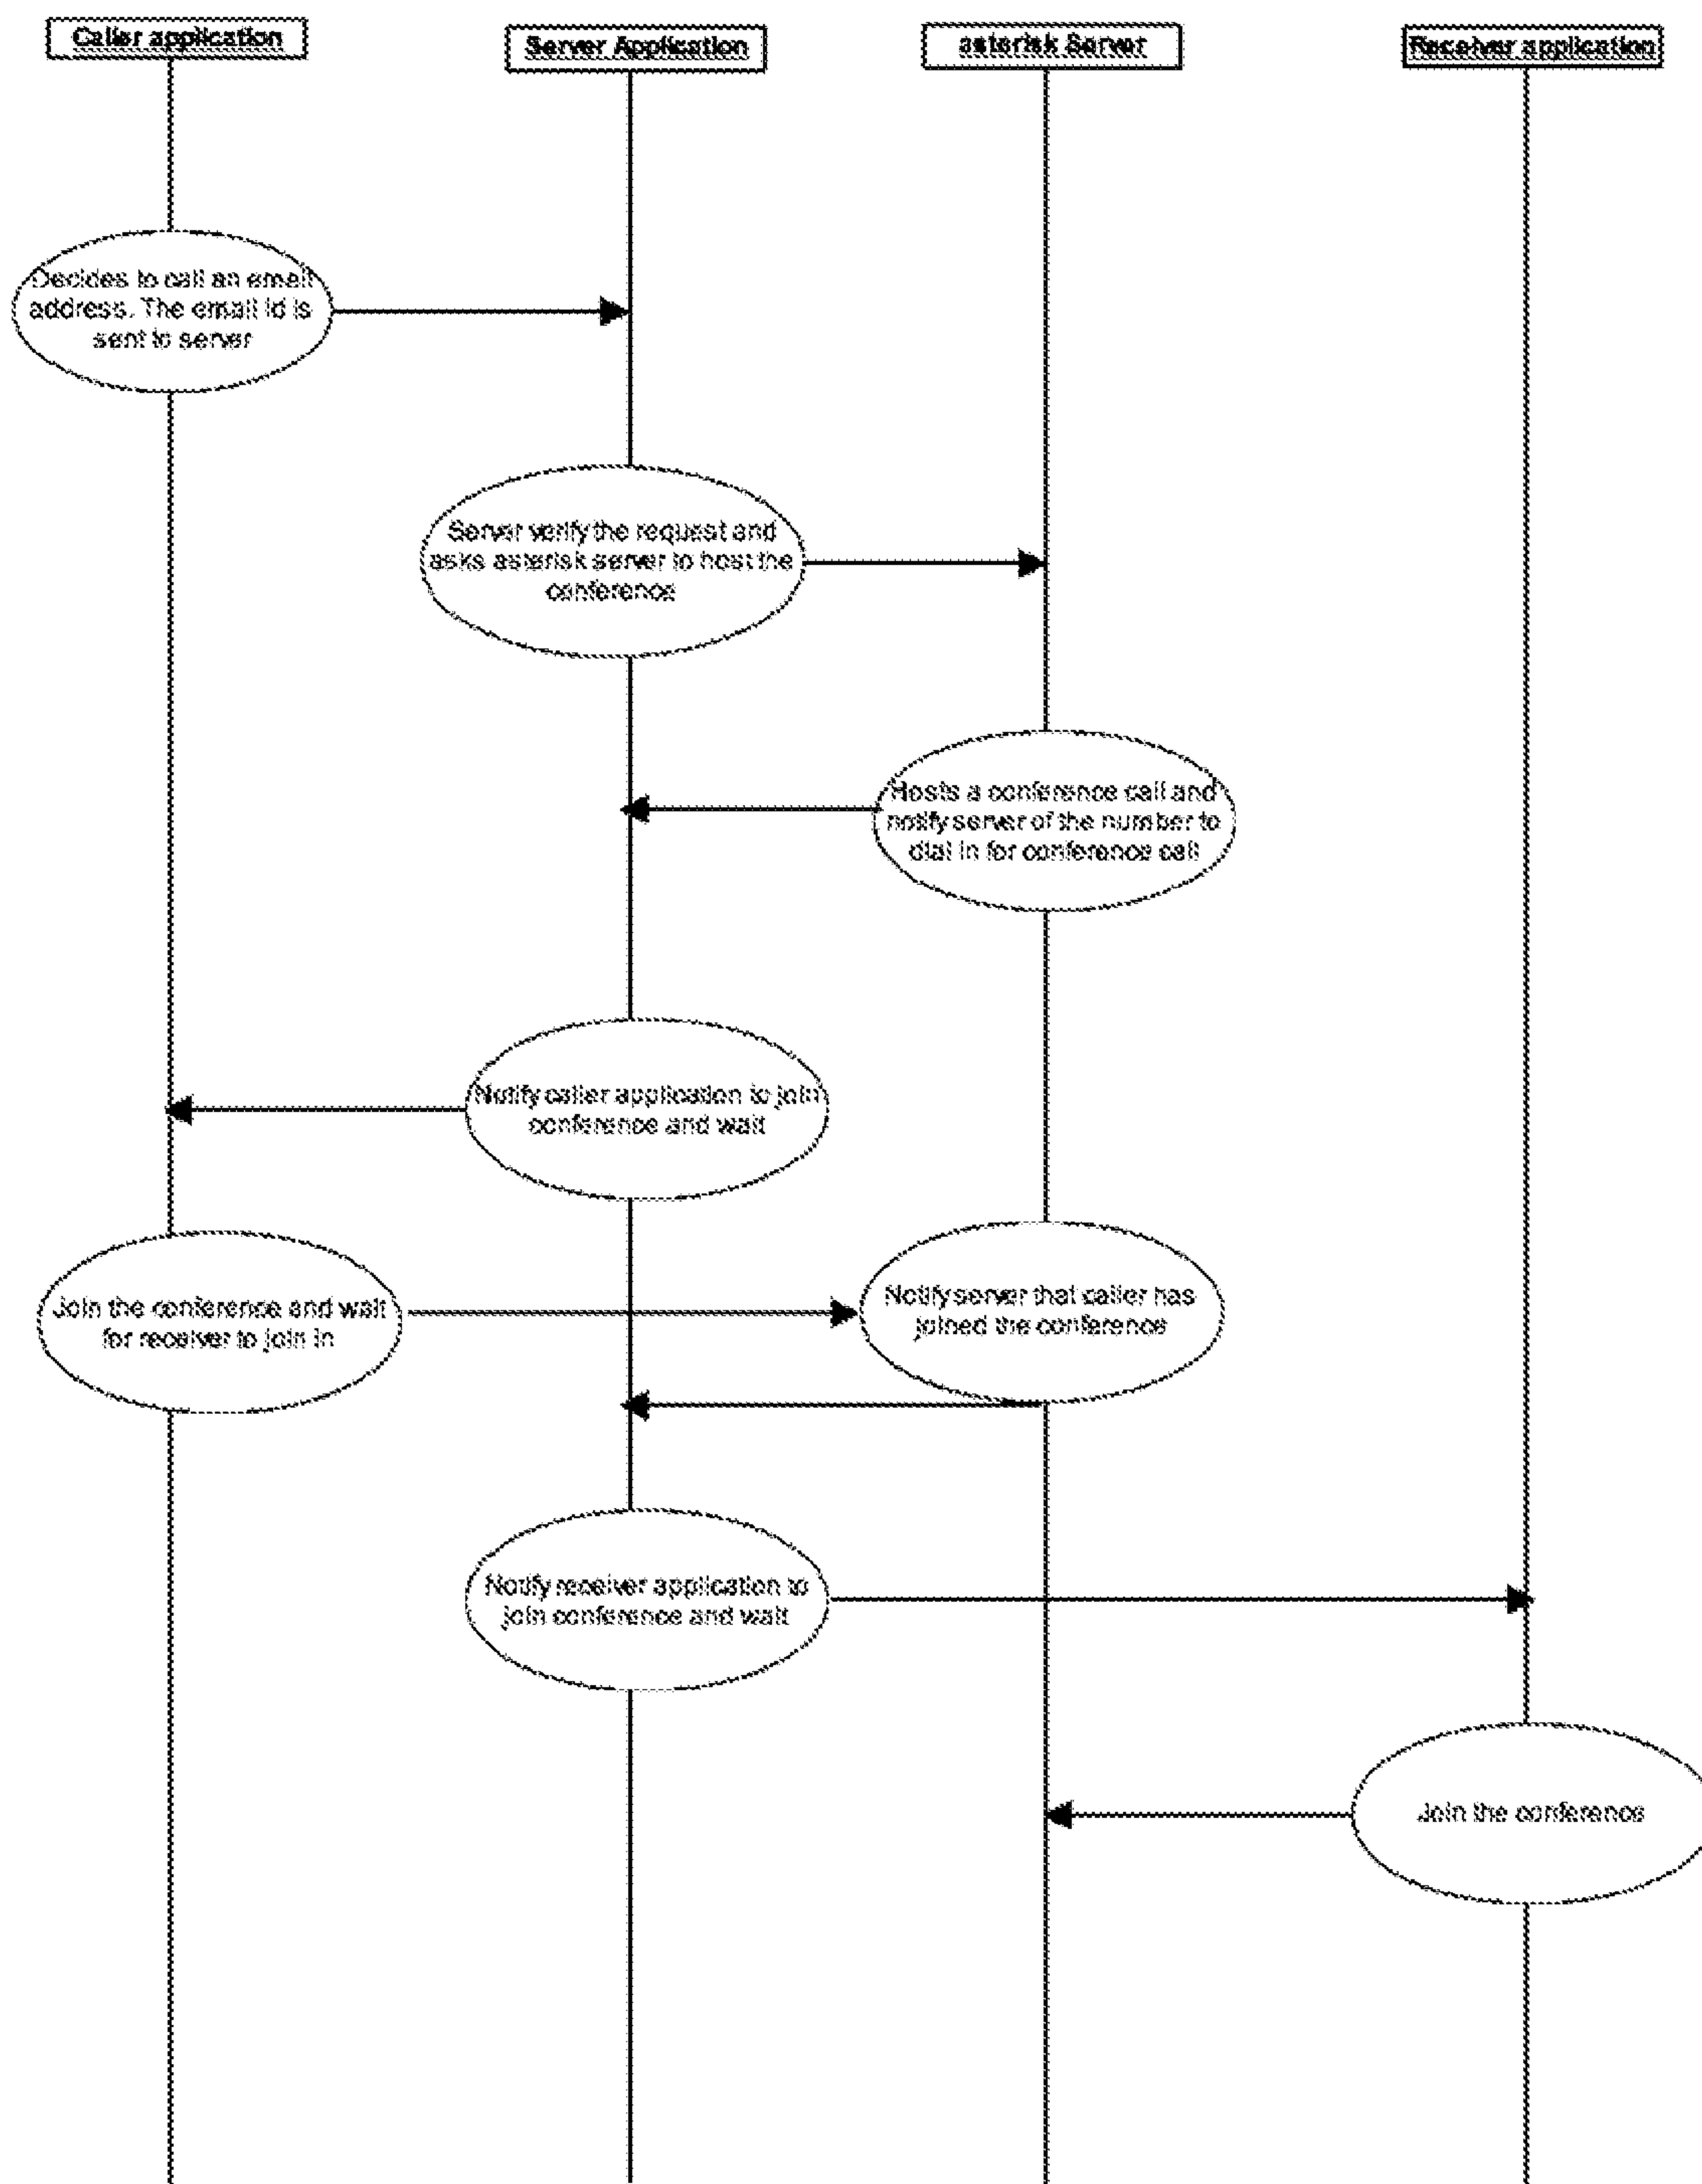 Caller application
Server Application
asterisk Server
Receiver application
Decides to call an email
address. The email id is
sent to server
Server verify the request and
asks asterisk server to host the
conference
Hosts a conference call and
notify server of the number to
dial in for conference call
Notify caller application to join
conference and wait
Join the conference and wait
for receiver to join in
Notify server that caller has
joined the conference
Notify receiver application to
join conference and wait
Join the conference